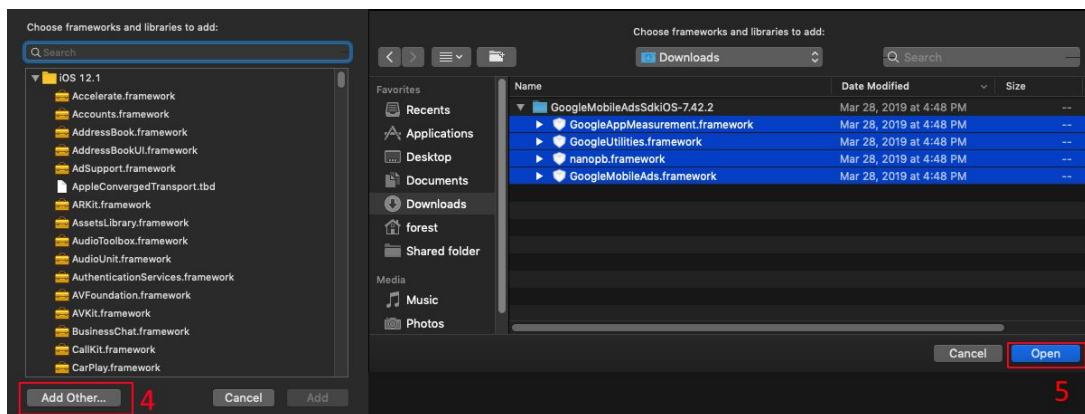 Choose frameworks and libraries to add:
Search
iOS 12.1
Accelerate.framework
Accounts.framework
AddressBook.framework
AddressBookUI.framework
AdSupport.framework
AppleConvergedTransport.tbd
ARKit.framework
AssetsLibrary.framework
AudioToolbox.framework
AudioUnit.framework
AuthenticationServices.framework
AVFoundation.framework
AVKit.framework
BusinessChat.framework
CallKit.framework
CarPlay.framework
Add Other... 4 Cancel Add
Choose frameworks and libraries to add:
Downloads Search
Favorites
Recents
Applications
Desktop
Documents
Downloads
forest
Shared folder
Media
Music
Photos
Name Date Modified Size
GoogleMobileAdsSdkiOS-7.42.2 Mar 28, 2019 at 4:48 PM --
GoogleAppMeasurement.framework Mar 28, 2019 at 4:48 PM --
GoogleUtilities.framework Mar 28, 2019 at 4:48 PM --
nanopb.framework Mar 28, 2019 at 4:48 PM --
GoogleMobileAds.framework Mar 28, 2019 at 4:48 PM --
Cancel Open
5